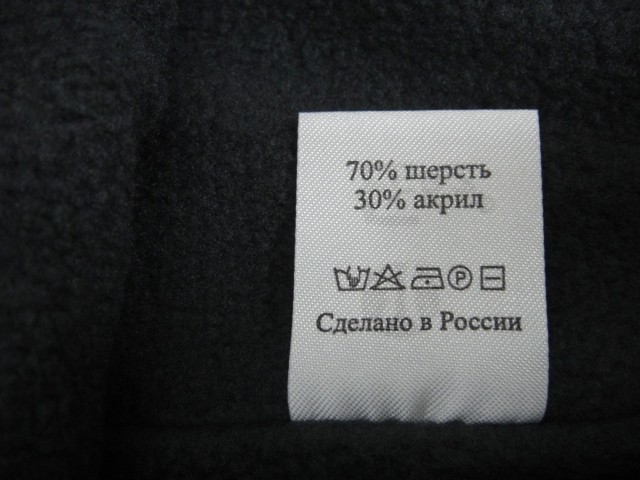 70% шерсть
30% акрил
P
Сделано в России